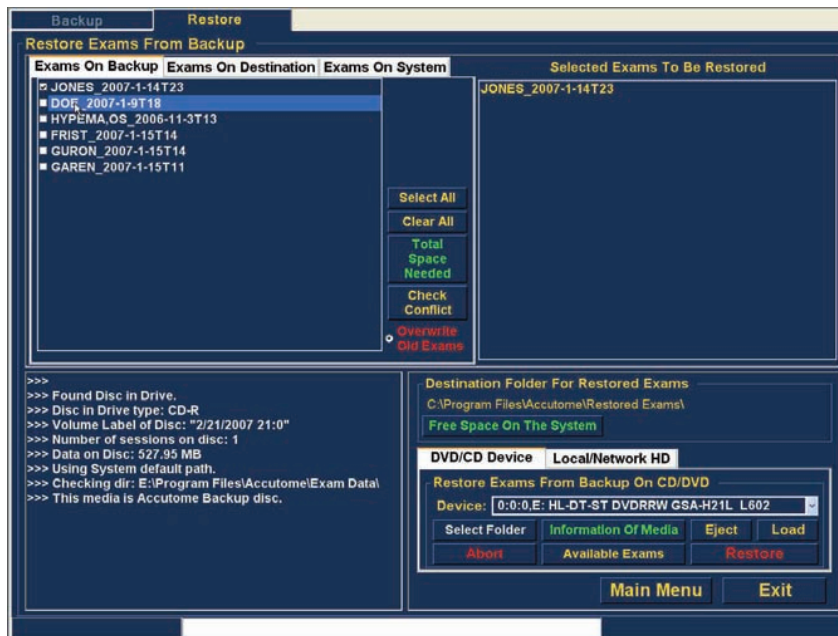 Backup
Restore
Restore Exams From Backup
Exams On Backup
Exams On Destination
Exams On System
Selected Exams To Be Restored
JONES_2007-1-14T23
DOE_2007-1-9T18
HYPEMA,OS_2006-11-3T13
FRIST_2007-1-15T14
GURON_2007-1-15T14
GAREN_2007-1-15T11
JONES_2007-1-14T23
Select All
Clear All
Total
Space
Needed
Check
Conflict
Overwrite
Old Exams
>>>
>>> Found Disc in Drive.
>>> Disc in Drive type: CD-R
>>> Volume Label of Disc: "2/21/2007 21:0"
>>> Number of sessions on disc: 1
>>> Data on Disc: 527.95 MB
>>> Using System default path.
>>> Checking dir: E:\Program Files\Accutome\Exam Data\
>>> This media is Accutome Backup disc.
Destination Folder For Restored Exams
C:\Program Files\Accutome\Restored Exams\
Free Space On The System
DVD/CD Device
Local/Network HD
Restore Exams From Backup On CD/DVD
Device: 0:0:0,E: HL-DT-ST DVDRRW GSA-H21L L602
Select Folder
Information Of Media
Eject
Load
Abort
Available Exams
Restore
Main Menu
Exit